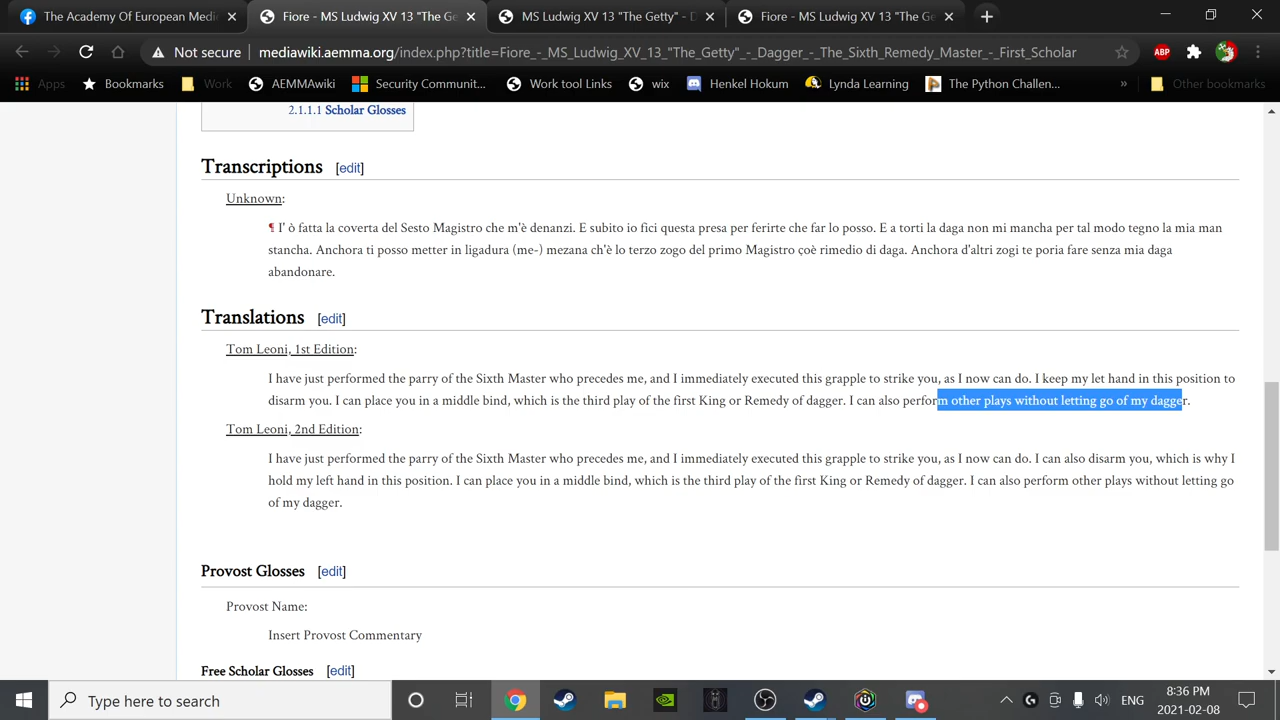 The Academy Of European Medi
Fiore - MS Ludwig XV 13 "The Ge
MS Ludwig XV 13 "The Getty" - D
Fiore - MS Ludwig XV 13 "The Ge
Not secure mediawiki.aemma.org/index.php?title=Fiore_-_MS_Ludwig_XV_13_"The_Getty"_-_Dagger_-_The_Sixth_Remedy_Master_-_First_Scholar
ABP
Apps Bookmarks Work AEMMAwiki Security Communit... Work tool Links wix Henkel Hokum Lynda Learning The Python Challen... » Other bookmarks
2.1.1.1 Scholar Glosses
Transcriptions [edit]
Unknown:
¶ I' ò fatta la coverta del Sesto Magistro che m'è denanzi. E subito io fici questa presa per ferirte che far lo posso. E a torti la daga non mi mancha per tal modo tegno la mia man
stancha. Anchora ti posso metter in ligadura (me-) mezana ch'è lo terzo zogo del primo Magistro çoè rimedio di daga. Anchora d'altri zogi te poria fare senza mia daga
abandonare.
Translations [edit]
Tom Leoni, 1st Edition:
I have just performed the parry of the Sixth Master who precedes me, and I immediately executed this grapple to strike you, as I now can do. I keep my let hand in this position to
disarm you. I can place you in a middle bind, which is the third play of the first King or Remedy of dagger. I can also perform other plays without letting go of my dagger.
Tom Leoni, 2nd Edition:
I have just performed the parry of the Sixth Master who precedes me, and I immediately executed this grapple to strike you, as I now can do. I can also disarm you, which is why I
hold my left hand in this position. I can place you in a middle bind, which is the third play of the first King or Remedy of dagger. I can also perform other plays without letting go
of my dagger.
Provost Glosses [edit]
Provost Name:
Insert Provost Commentary
Free Scholar Glosses [edit]
Type here to search
ENG
8:36 PM
2021-02-08